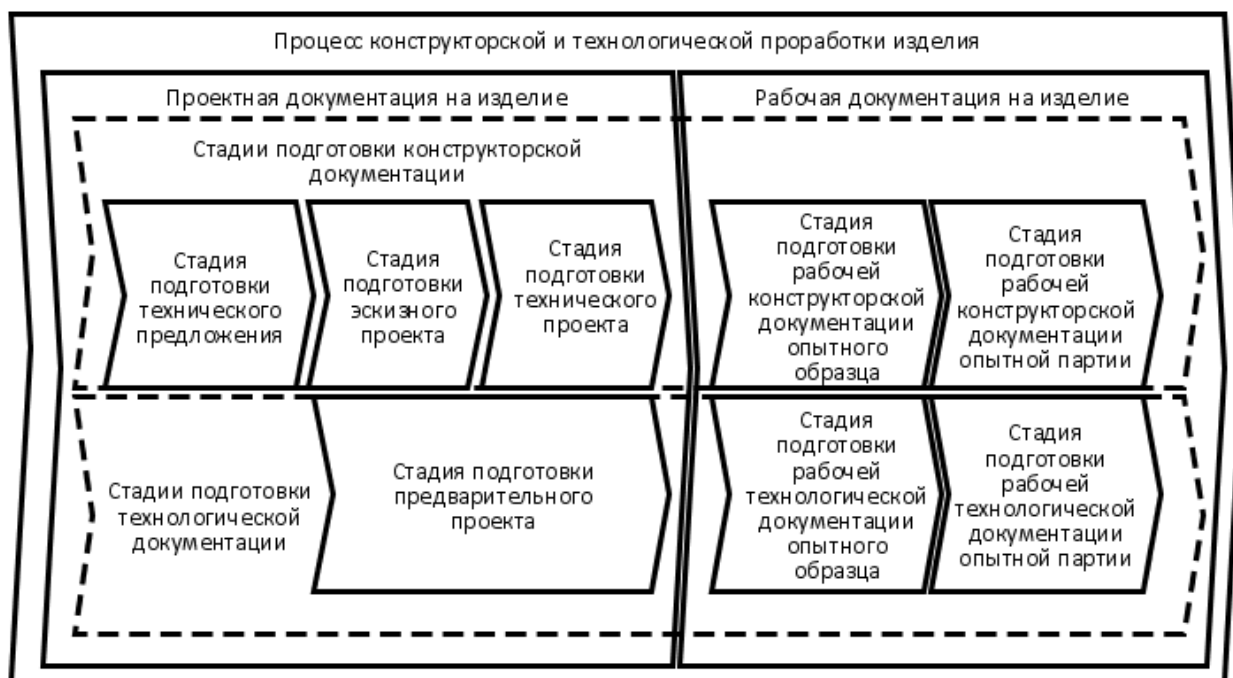 Процесс конструкторской и технологической проработки изделия
Проектная документация на изделие
Рабочая документация на изделие
Стадии подготовки конструкторской
документации
Стадия
подготовки
технического
предложения
Стадия
подготовки
эскизного
проекта
Стадия
подготовки
технического
проекта
Стадия
подготовки
рабочей
конструкторской
документации
опытного
образца
Стадия
подготовки
рабочей
конструкторской
документации
опытной партии
Стадии подготовки
технологической
документации
Стадия подготовки
предварительного
проекта
Стадия
подготовки
рабочей
технологической
документации
опытного
образца
Стадия
подготовки
рабочей
технологической
документации
опытной партии